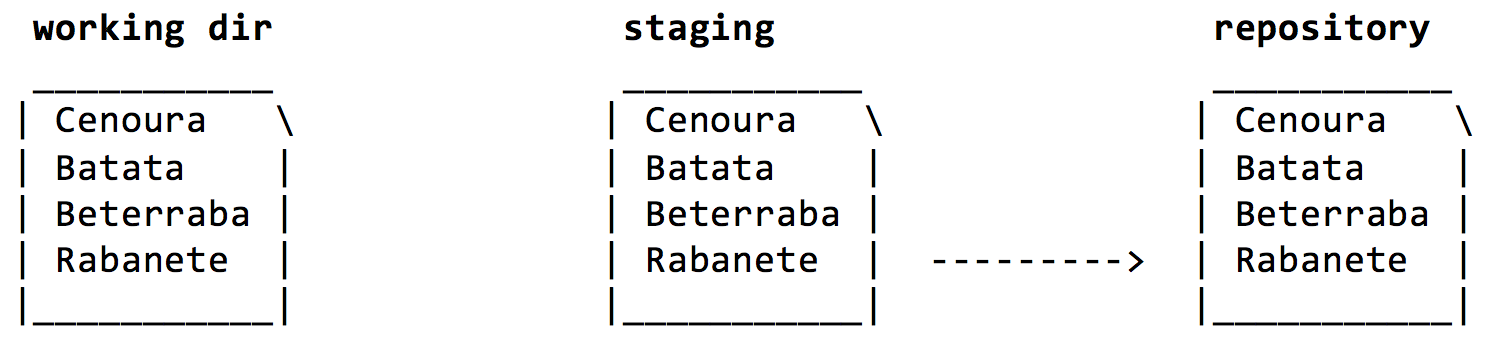 working dir staging repository
Cenoura Cenoura Cenoura
Batata Batata Batata
Beterraba Beterraba Beterraba
Rabanete Rabanete ---------> Rabanete